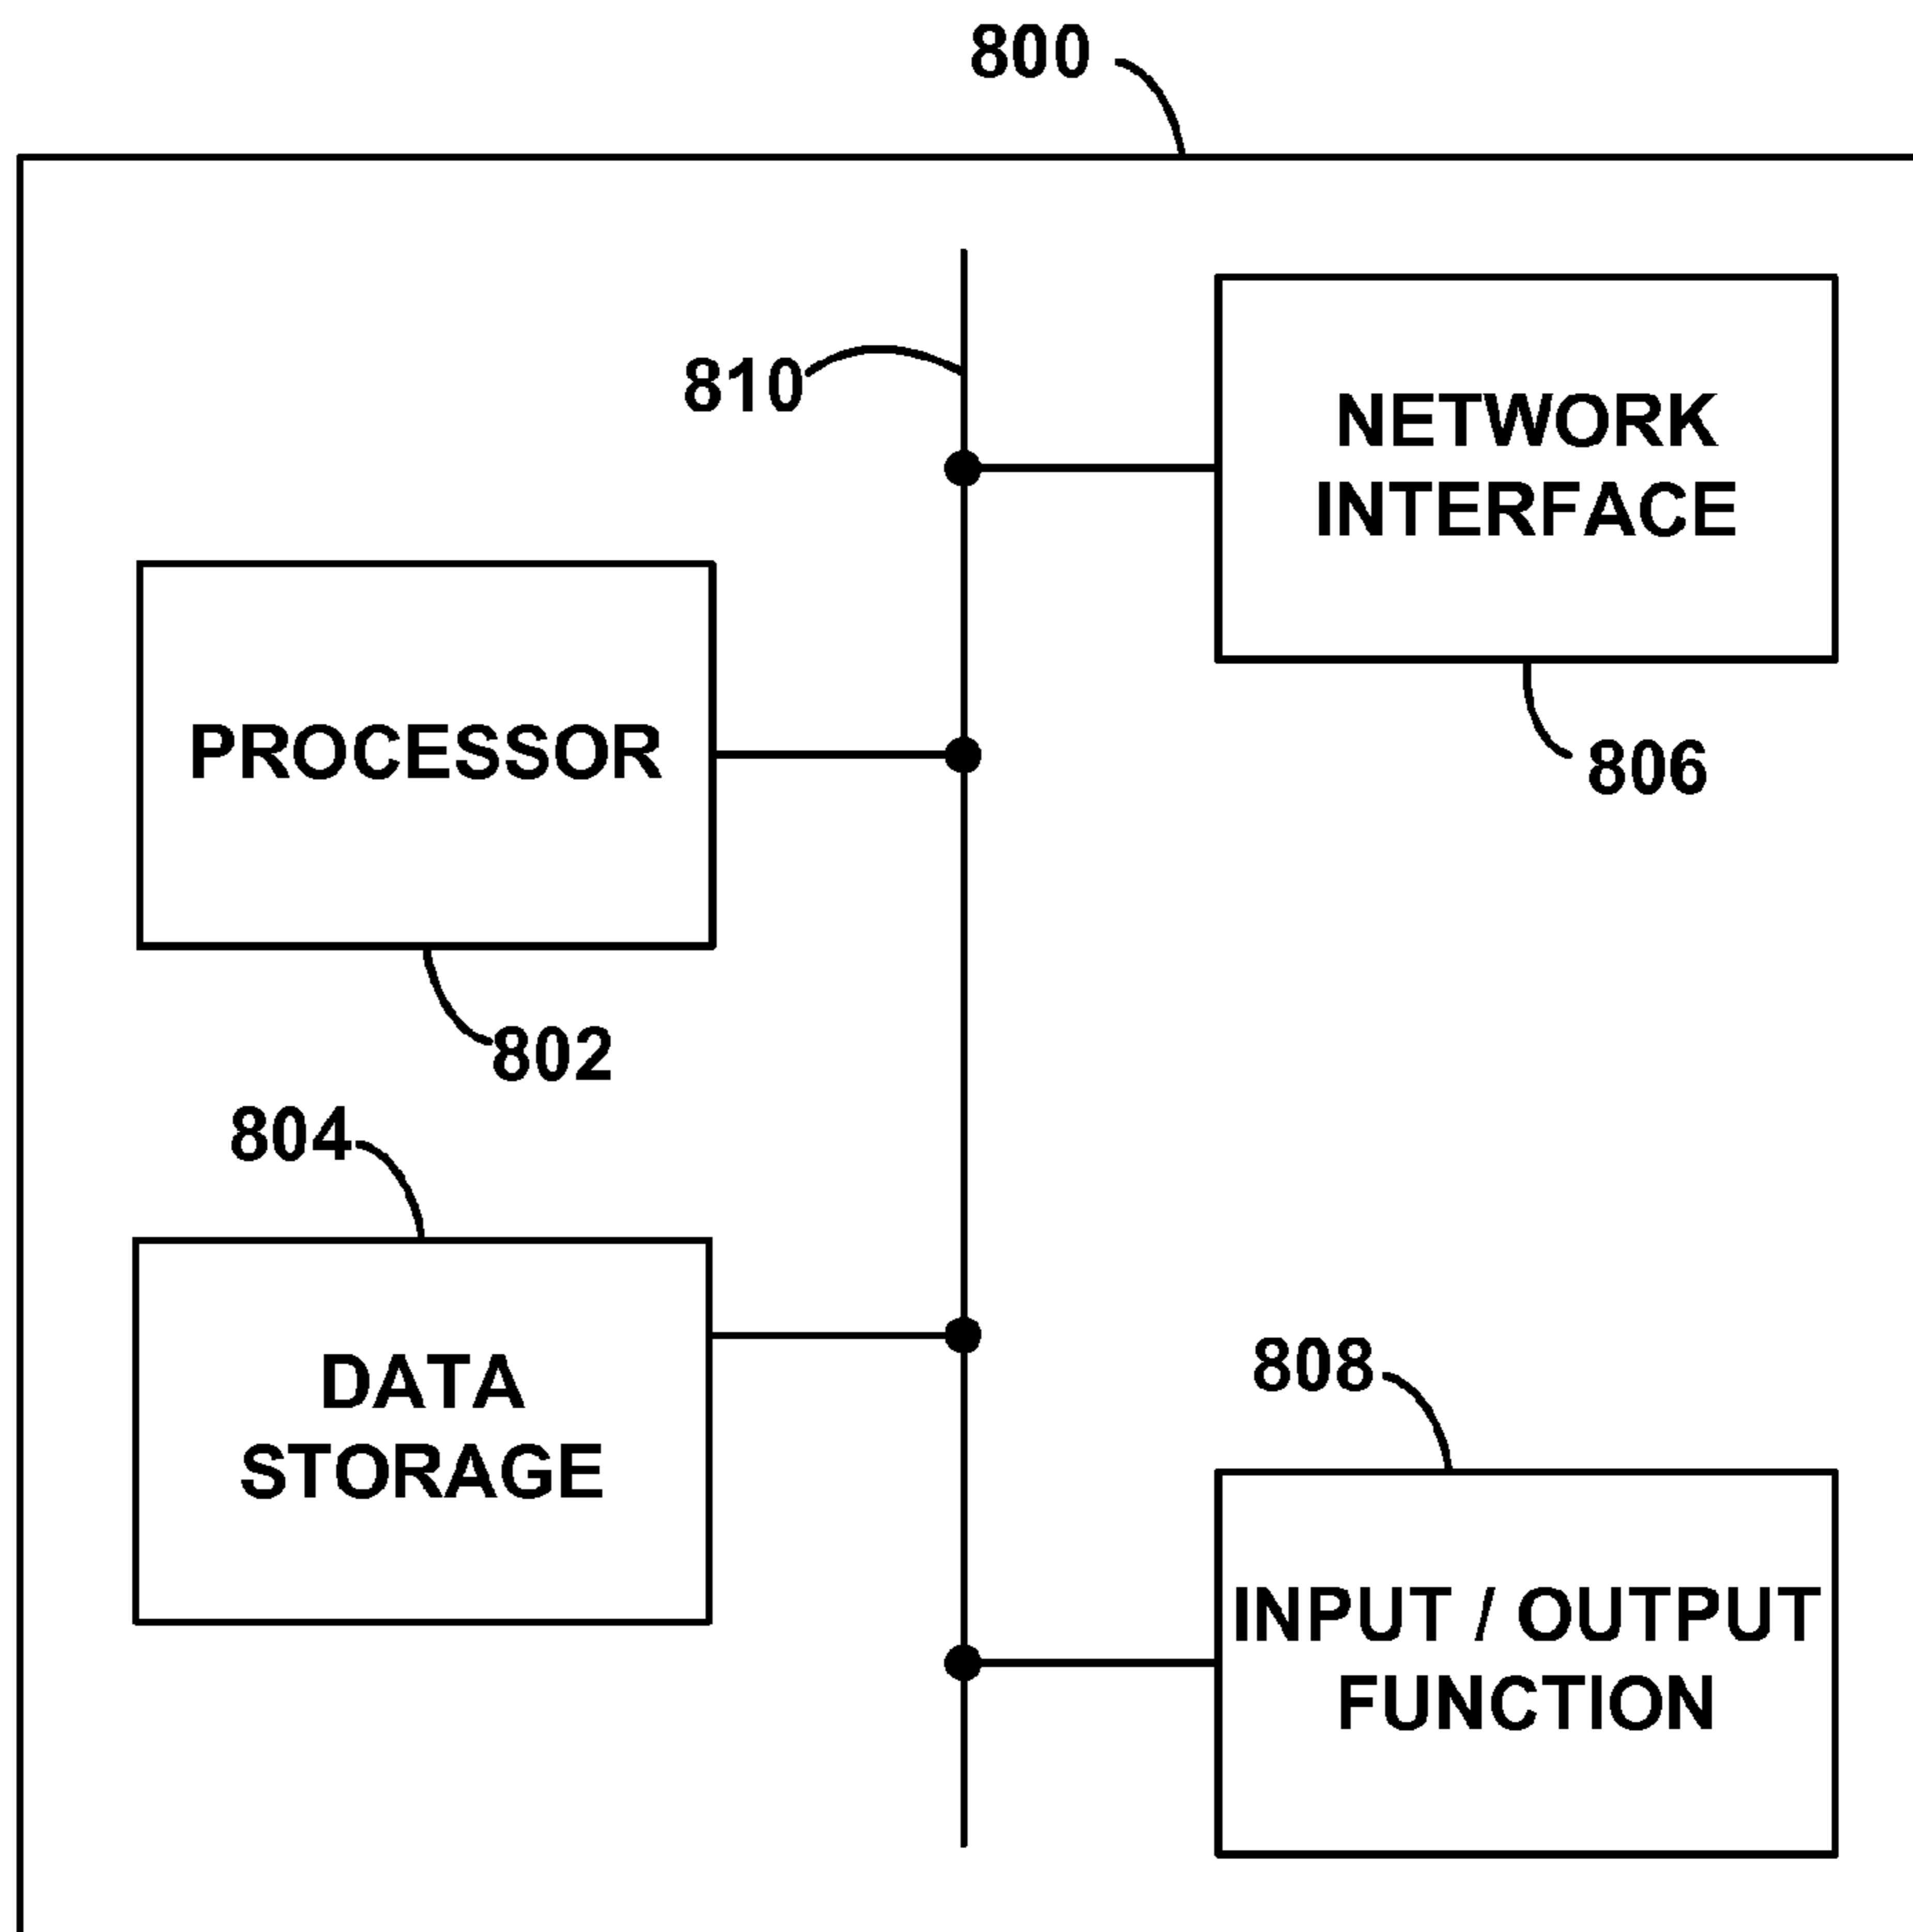 800
810
NETWORK
INTERFACE
806
PROCESSOR
802
804
DATA
STORAGE
808
INPUT / OUTPUT
FUNCTION